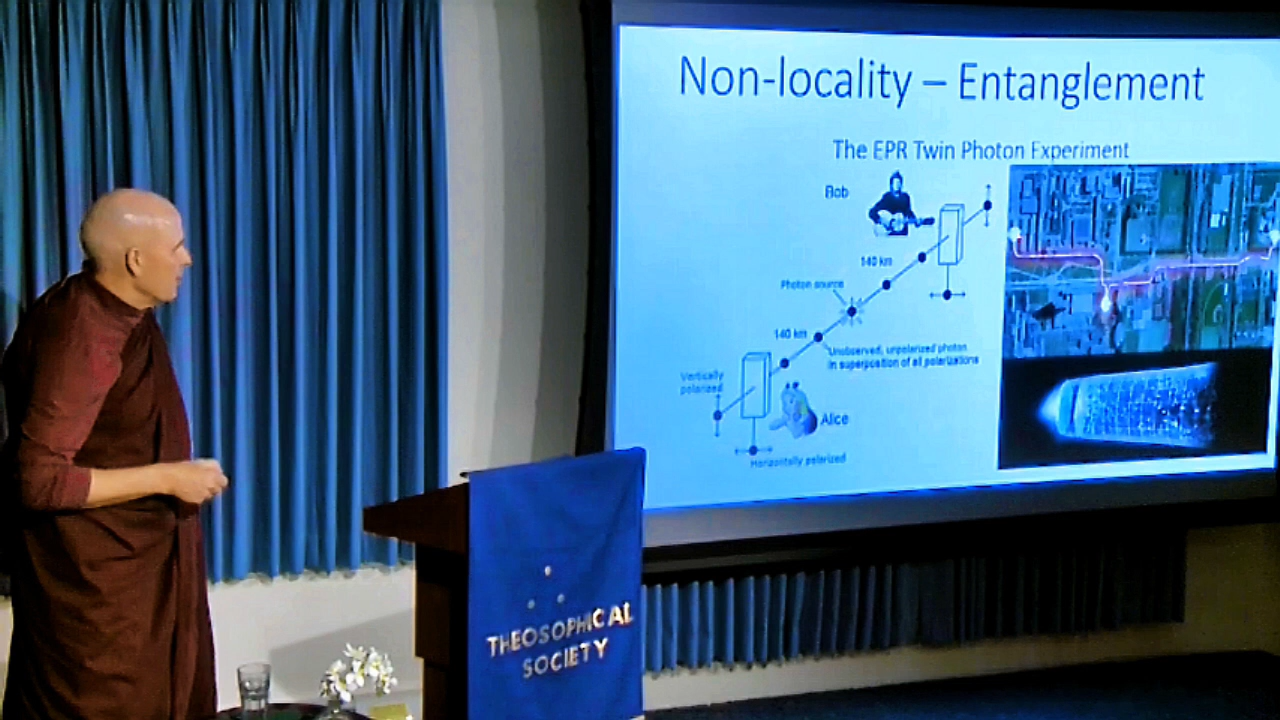 Non-locality – Entanglement
The EPR Twin Photon Experiment
Bob
140 km
Photon source
140 km
Unobserved, unpolarized photon
in superposition of all polarizations
Vertically
polarized
Alice
Horizontally polarized
THEOSOPHICAL
SOCIETY